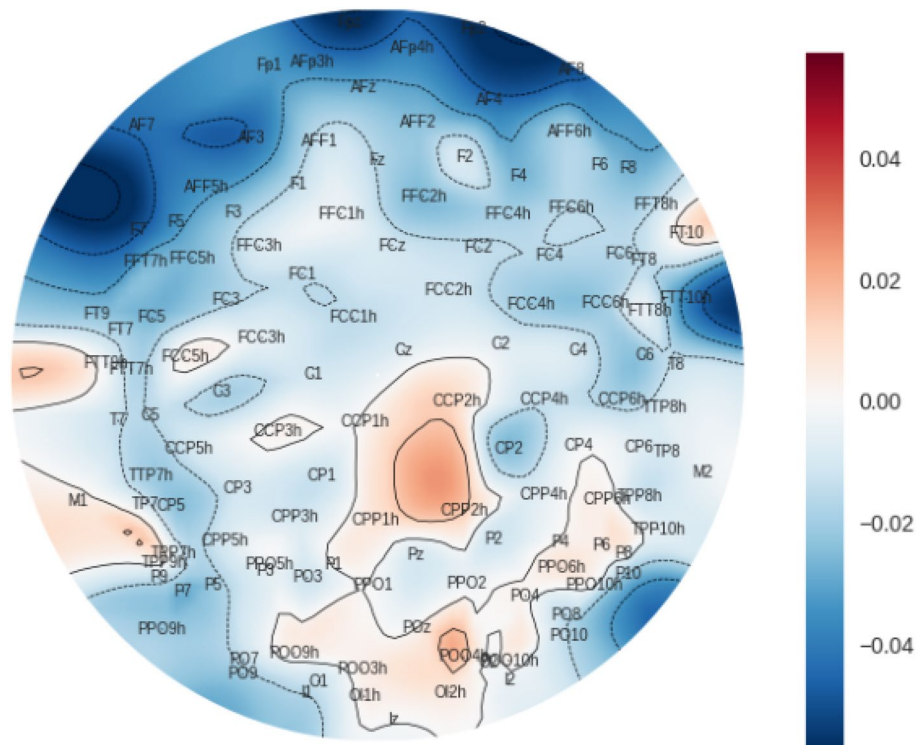 Fp1
AFp3h
AFp4h
AF8
AFz
AF4
AFF2
AFF6h
AF7
AF3
AFF1
Fz
F2
F4
F6
F8
AFF5h
F1
FFC2h
F5
F3
FFC1h
FFC4h
FFC6h
FFT8h
FT10
F7
FFT7h
FFC5h
FFC3h
FCz
FC2
FC4
FC6
FT8
FC1
FCC2h
FC3
FCC4h
FCC6h
FTT8h
FTT10h
FT9
FT7
FC5
FCC1h
FCC3h
FCC5h
Cz
C2
C4
C6
T8
FTT9h
FTT7h
C3
C1
CCP2h
CCP4h
CCP6h
TTP8h
T7
C5
CCP1h
CCP3h
CCP5h
CP2
CP4
CP6
TP8
M2
TTP7h
CP3
CP1
CPP4h
CPP6h
TPP8h
M1
TP7
CP5
CPP3h
CPP1h
CPP2h
TPP10h
CPP5h
P2
P4
P6
P8
TPP7h
TPP9h
Pz
PPO5h
P3
P1
PPO6h
P10
P9
P7
P5
PO3
PPO1
PPO2
PPO10h
PO4
PO8
PPO9h
POz
PO10
PO7
PO9
POO9h
POO3h
POO4h
POO10h
O1
I1
OI1h
OI2h
I2
Iz
0.04
0.02
0.00
−0.02
−0.04